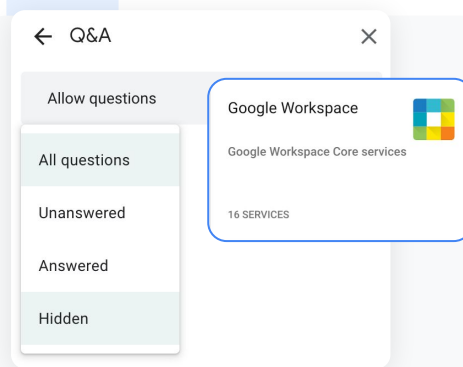 Q&A
Allow questions
All questions
Unanswered
Answered
Hidden
Google Workspace
Google Workspace Core services
16 SERVICES